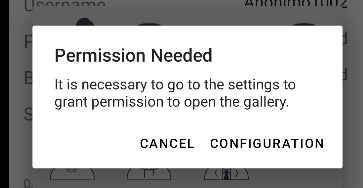 Username
Anonimo1002
Permission Needed
It is necessary to go to the settings to
grant permission to open the gallery.
CANCEL CONFIGURATION